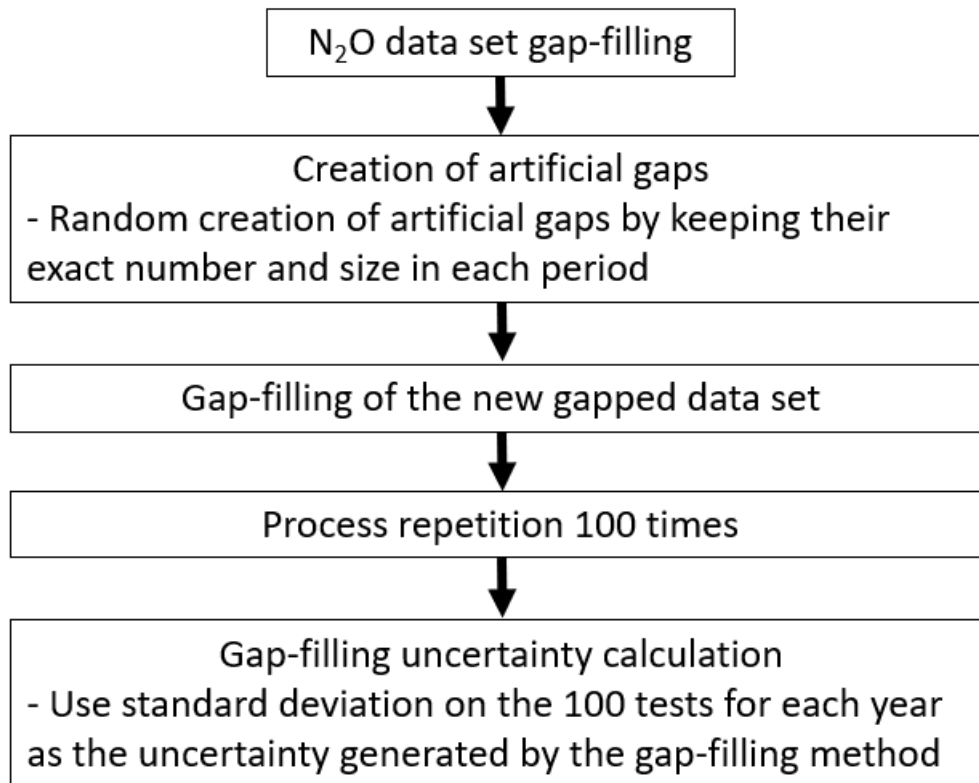 N₂O data set gap-filling
Creation of artificial gaps
- Random creation of artificial gaps by keeping their
exact number and size in each period
Gap-filling of the new gapped data set
Process repetition 100 times
Gap-filling uncertainty calculation
- Use standard deviation on the 100 tests for each year
as the uncertainty generated by the gap-filling method